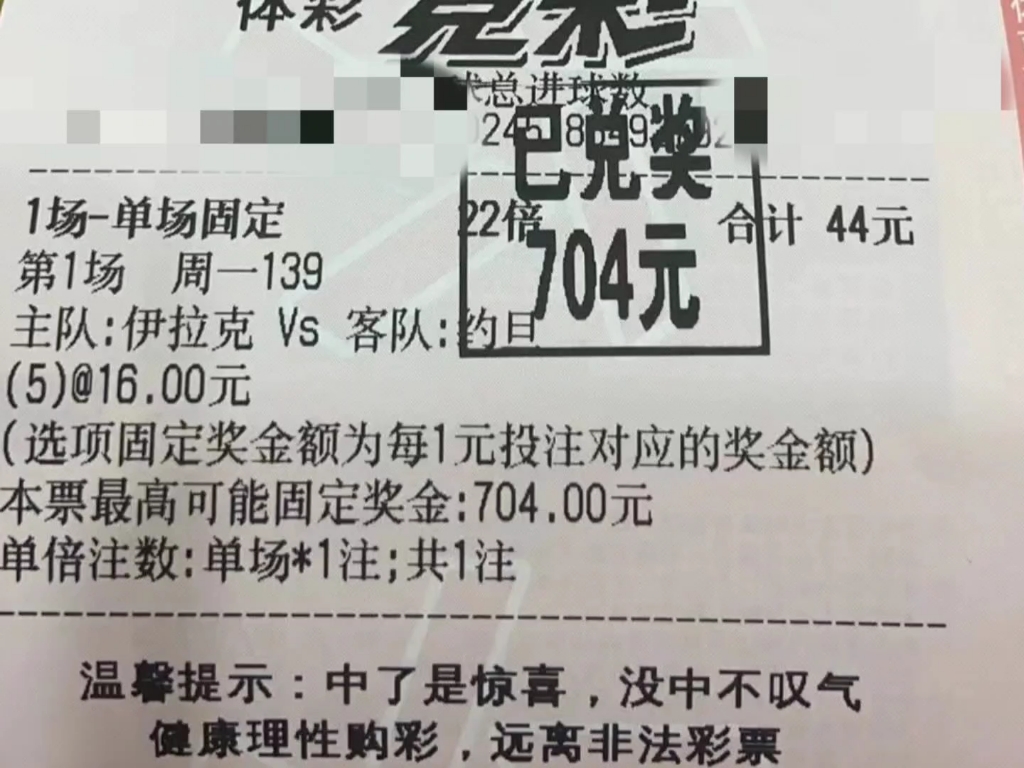 体彩 竞彩
球总进球数
已兑奖
704元
1场-单场固定 22倍 合计 44元
第1场 周一139
主队:伊拉克 Vs 客队:约旦
(5)@16.00元
(选项固定奖金额为每1元投注对应的奖金额)
本票最高可能固定奖金:704.00元
单倍注数:单场*1注;共1注
温馨提示:中了是惊喜,没中不叹气
健康理性购彩,远离非法彩票